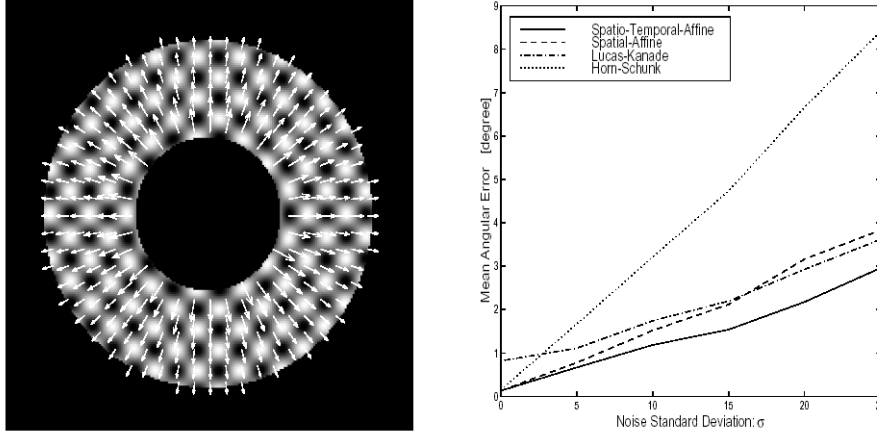 9
8
7
6
5
4
3
2
1
0
Mean Angular Error [degree]
Spatio-Temporal-Affine
Spatial-Affine
Lucas-Kanade
Horn-Schunk
0 5 10 15 20 25
Noise Standard Deviation: σ